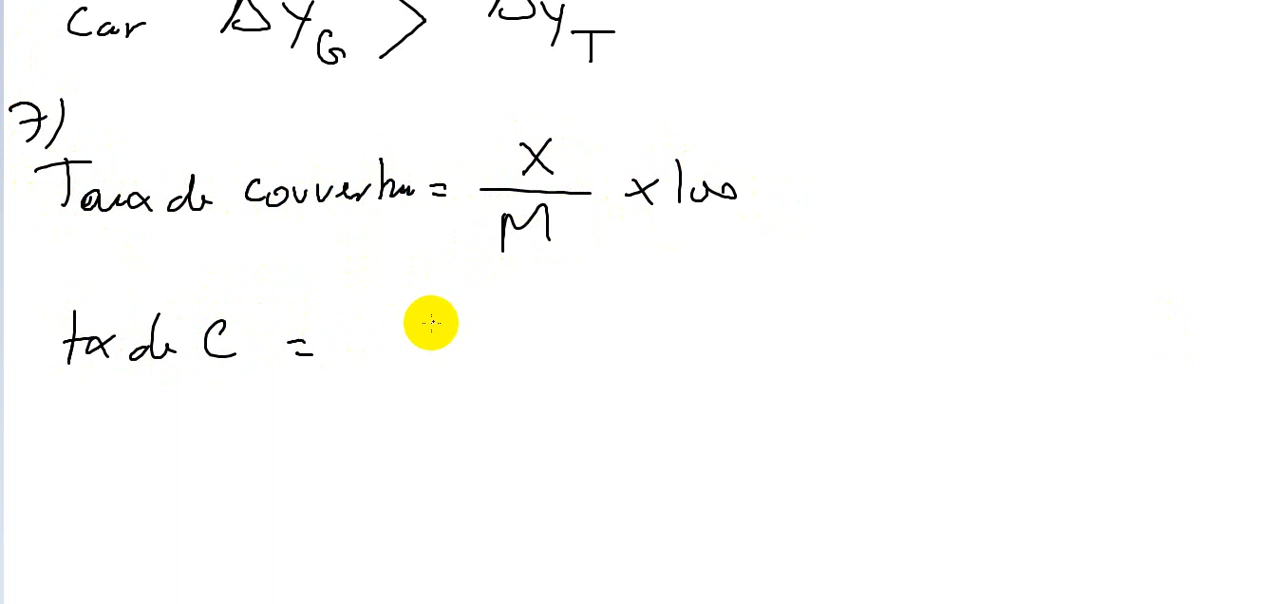 Car ΔY_G > ΔY_T
7)
Taux de couverture = X/M x 100
tx de C =